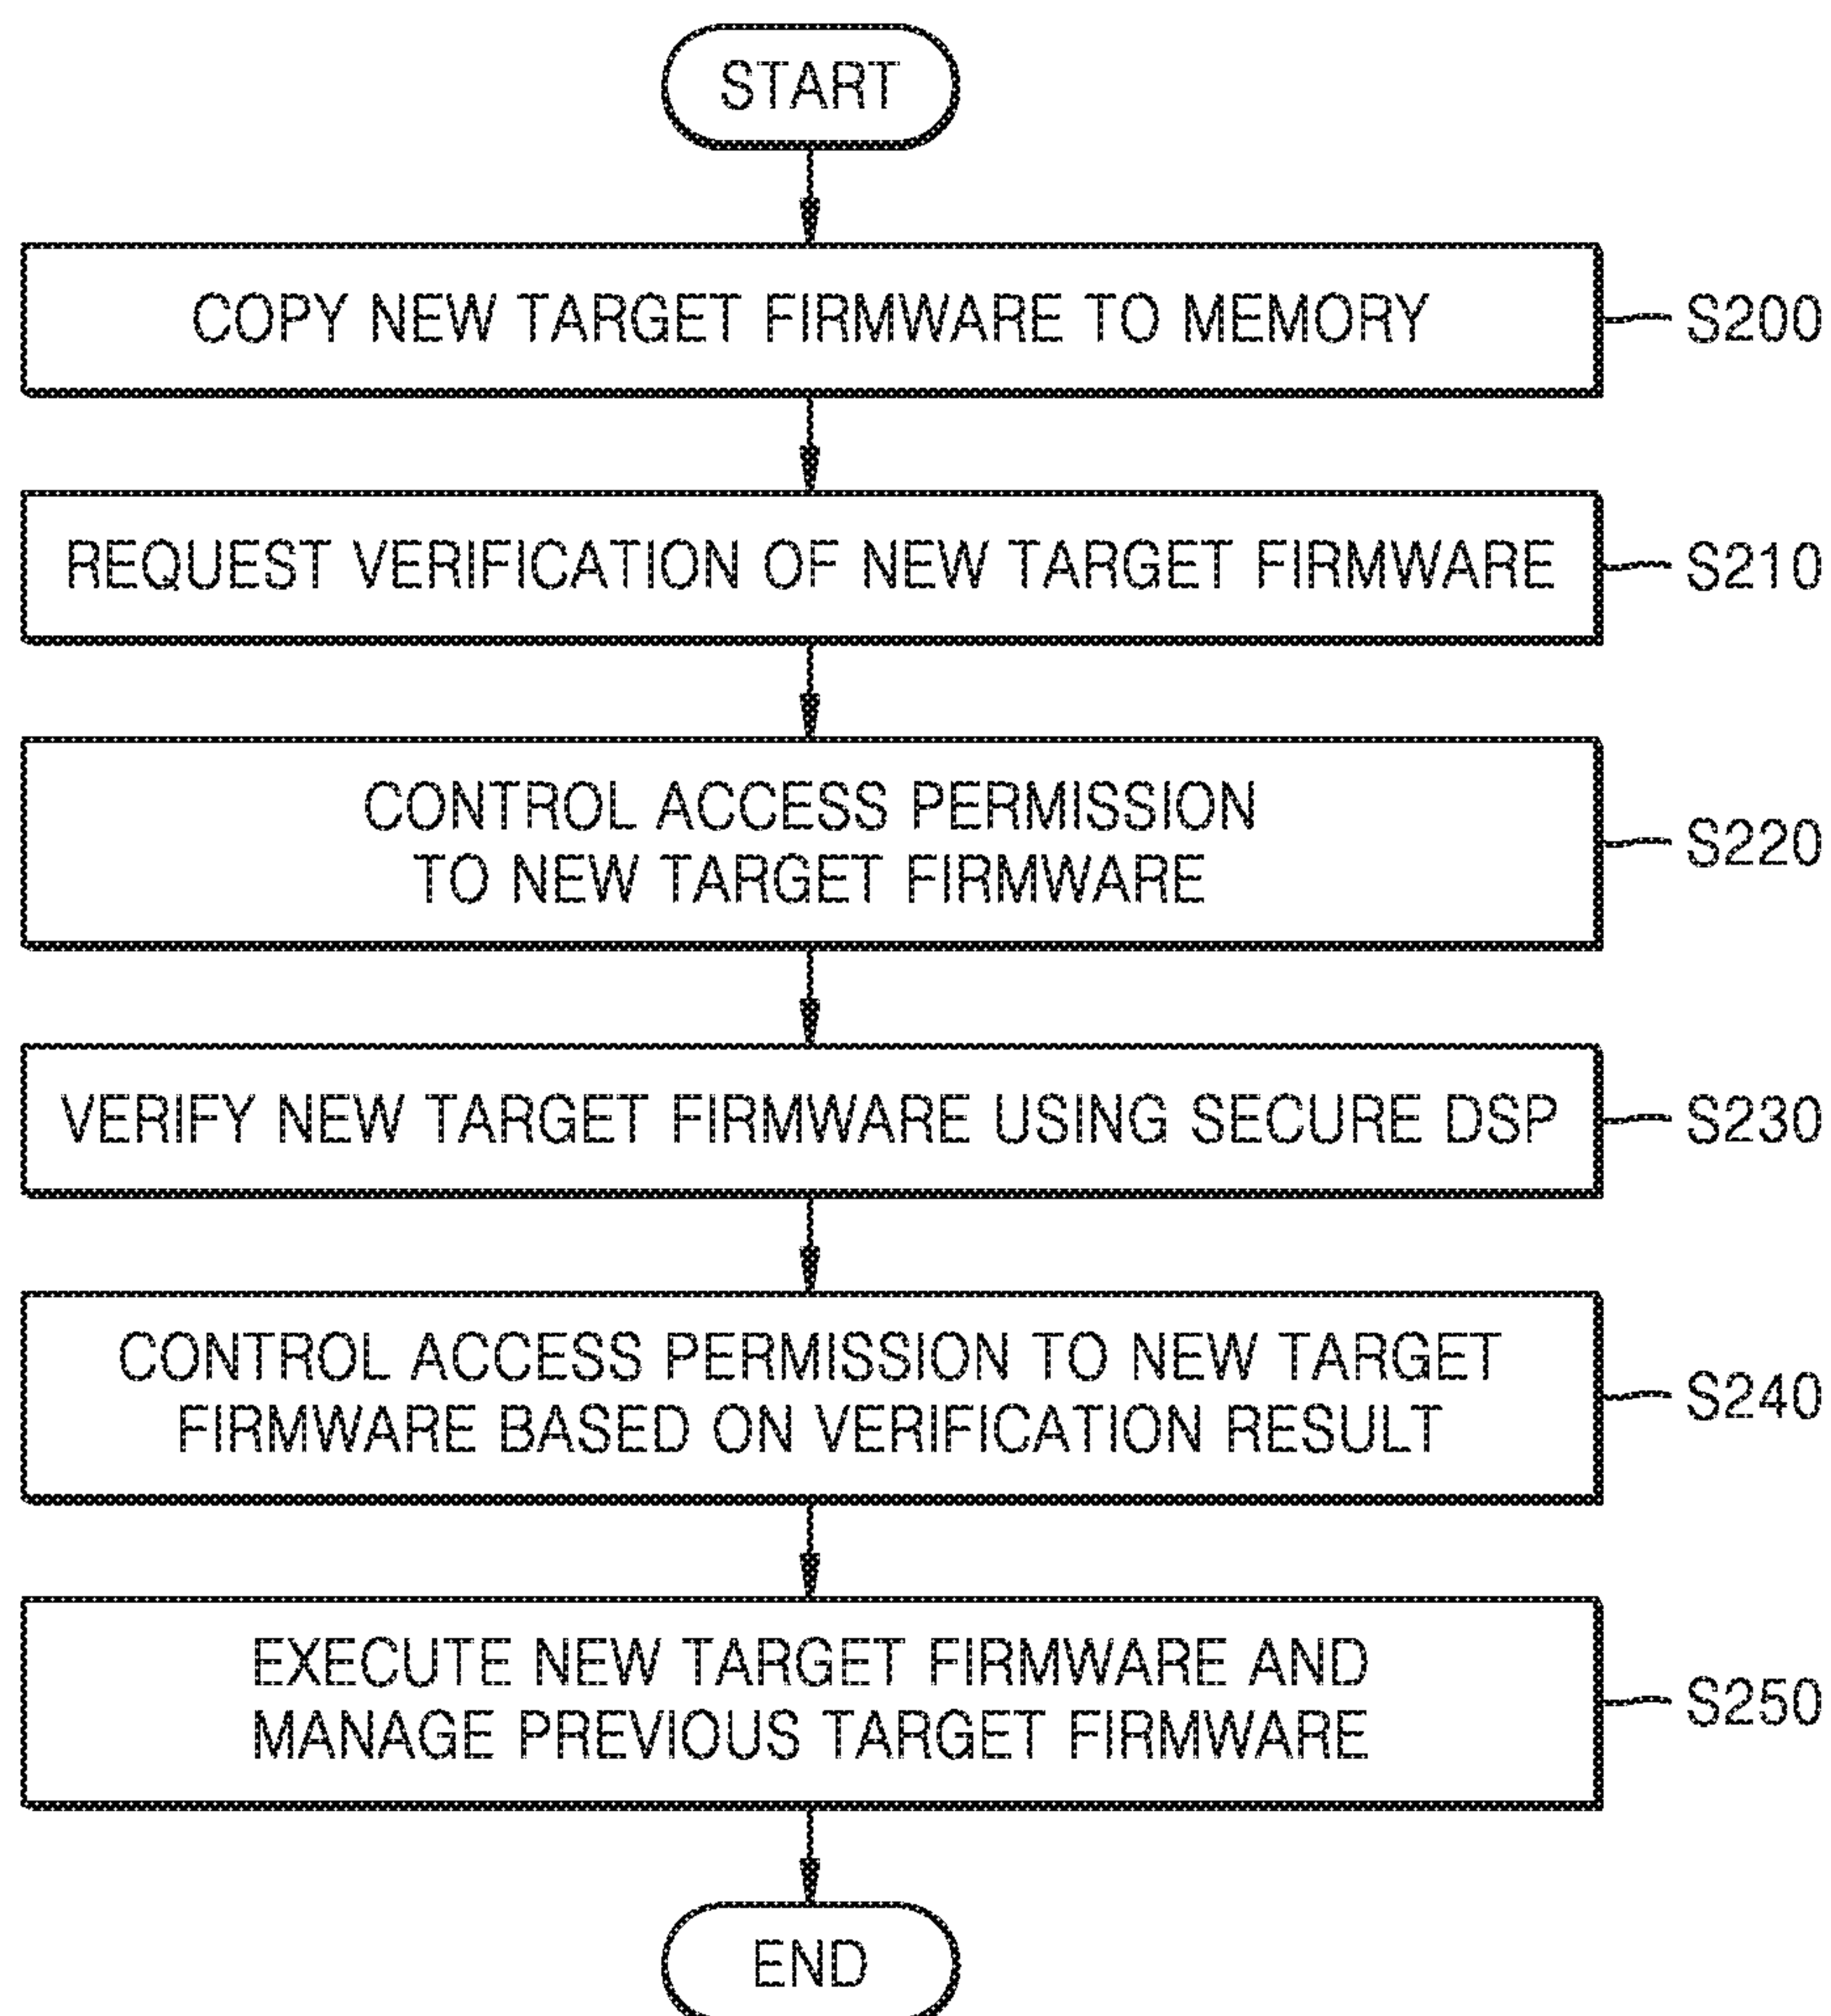 START
COPY NEW TARGET FIRMWARE TO MEMORY
S200
REQUEST VERIFICATION OF NEW TARGET FIRMWARE
S210
CONTROL ACCESS PERMISSION
TO NEW TARGET FIRMWARE
S220
VERIFY NEW TARGET FIRMWARE USING SECURE DSP
S230
CONTROL ACCESS PERMISSION TO NEW TARGET
FIRMWARE BASED ON VERIFICATION RESULT
S240
EXECUTE NEW TARGET FIRMWARE AND
MANAGE PREVIOUS TARGET FIRMWARE
S250
END